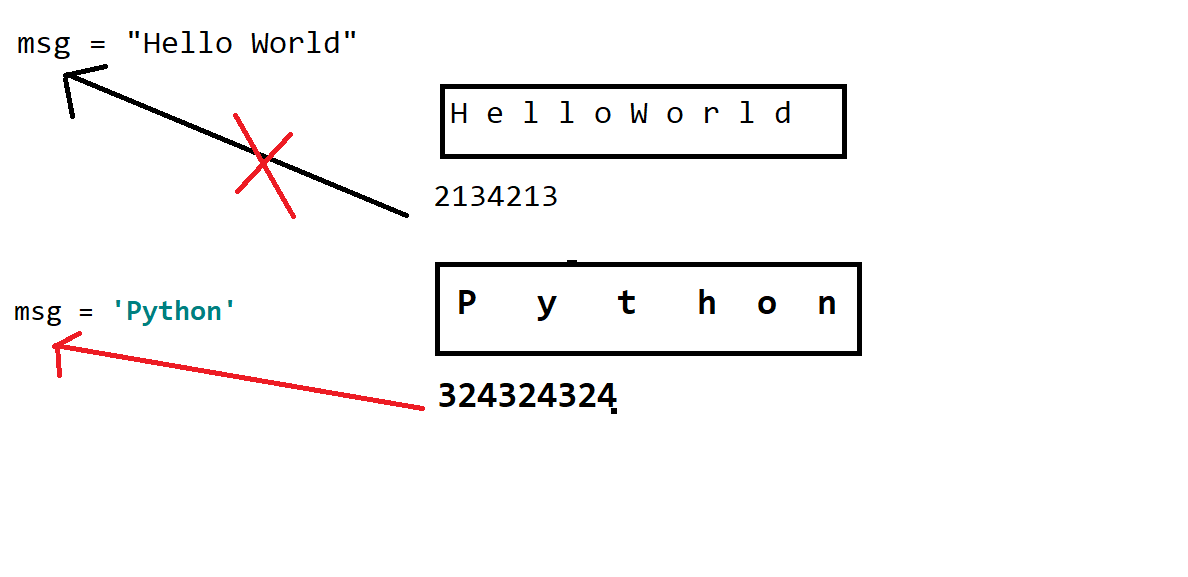 msg = "Hello World"
H e l l o W o r l d
2134213
msg = 'Python'
P y t h o n
324324324